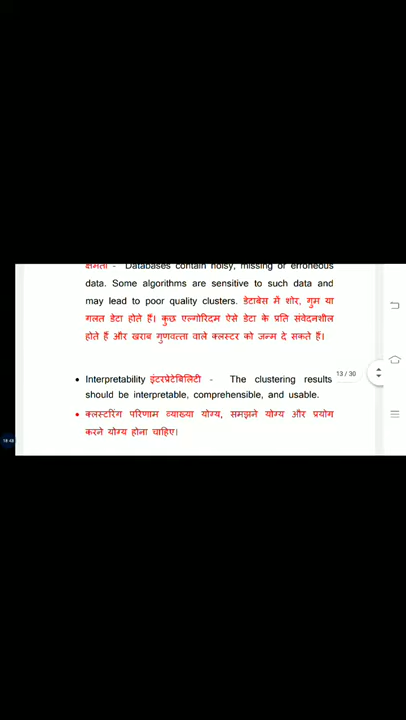 क्षमता - Databases contain noisy, missing or erroneous
data. Some algorithms are sensitive to such data and
may lead to poor quality clusters. डेटाबेस में शोर, गुम या
गलत डेटा होते हैं। कुछ एल्गोरिदम ऐसे डेटा के प्रति संवेदनशील
होते हैं और खराब गुणवत्ता वाले क्लस्टर को जन्म दे सकते हैं।
• Interpretability इंटरप्रेटेबिलिटी - The clustering results
13 / 30
should be interpretable, comprehensible, and usable.
• क्लस्टरिंग परिणाम व्याख्या योग्य, समझने योग्य और प्रयोग
करने योग्य होना चाहिए।